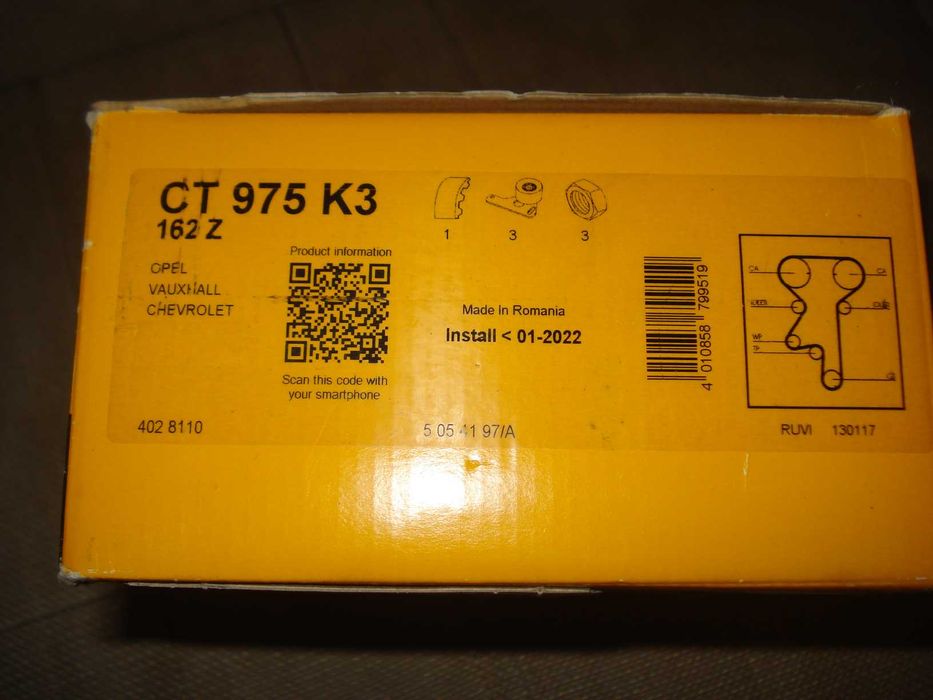 CT 975 K3
162 Z
OPEL
VAUXHALL
CHEVROLET
Product information
Scan this code with
your smartphone
402 8110
1 3 3
Made In Romania
Install < 01-2022
5 05 41 97/A
4 010858 799519
CA
WP
TP
RUVI 130117